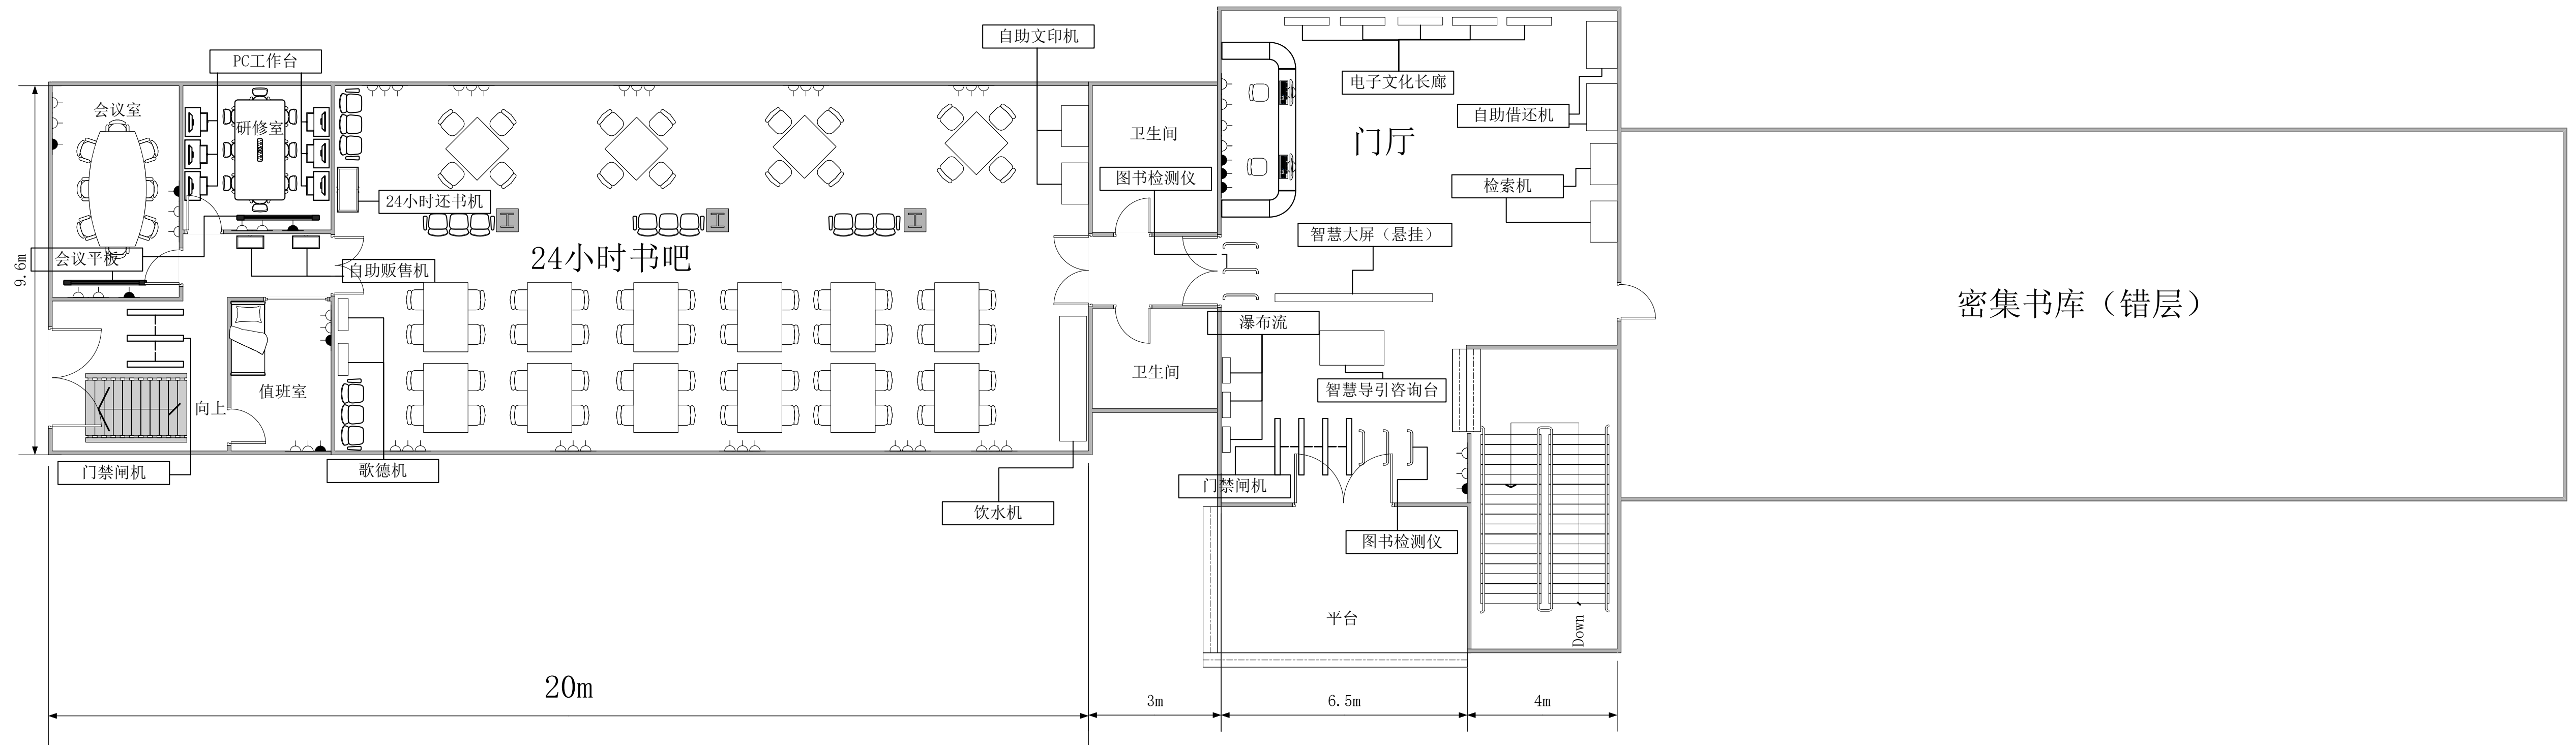 自助文印机
PC工作台
电子文化长廊
会议室
研修室
自助借还机
卫生间
门厅
图书检测仪
检索机
24小时还书机
智慧大屏（悬挂）
24小时书吧
会议平板
自助贩售机
9.6m
密集书库（错层）
瀑布流
卫生间
值班室
智慧导引咨询台
向上
门禁闸机
歌德机
门禁闸机
饮水机
图书检测仪
平台
Down
20m
3m
6.5m
4m